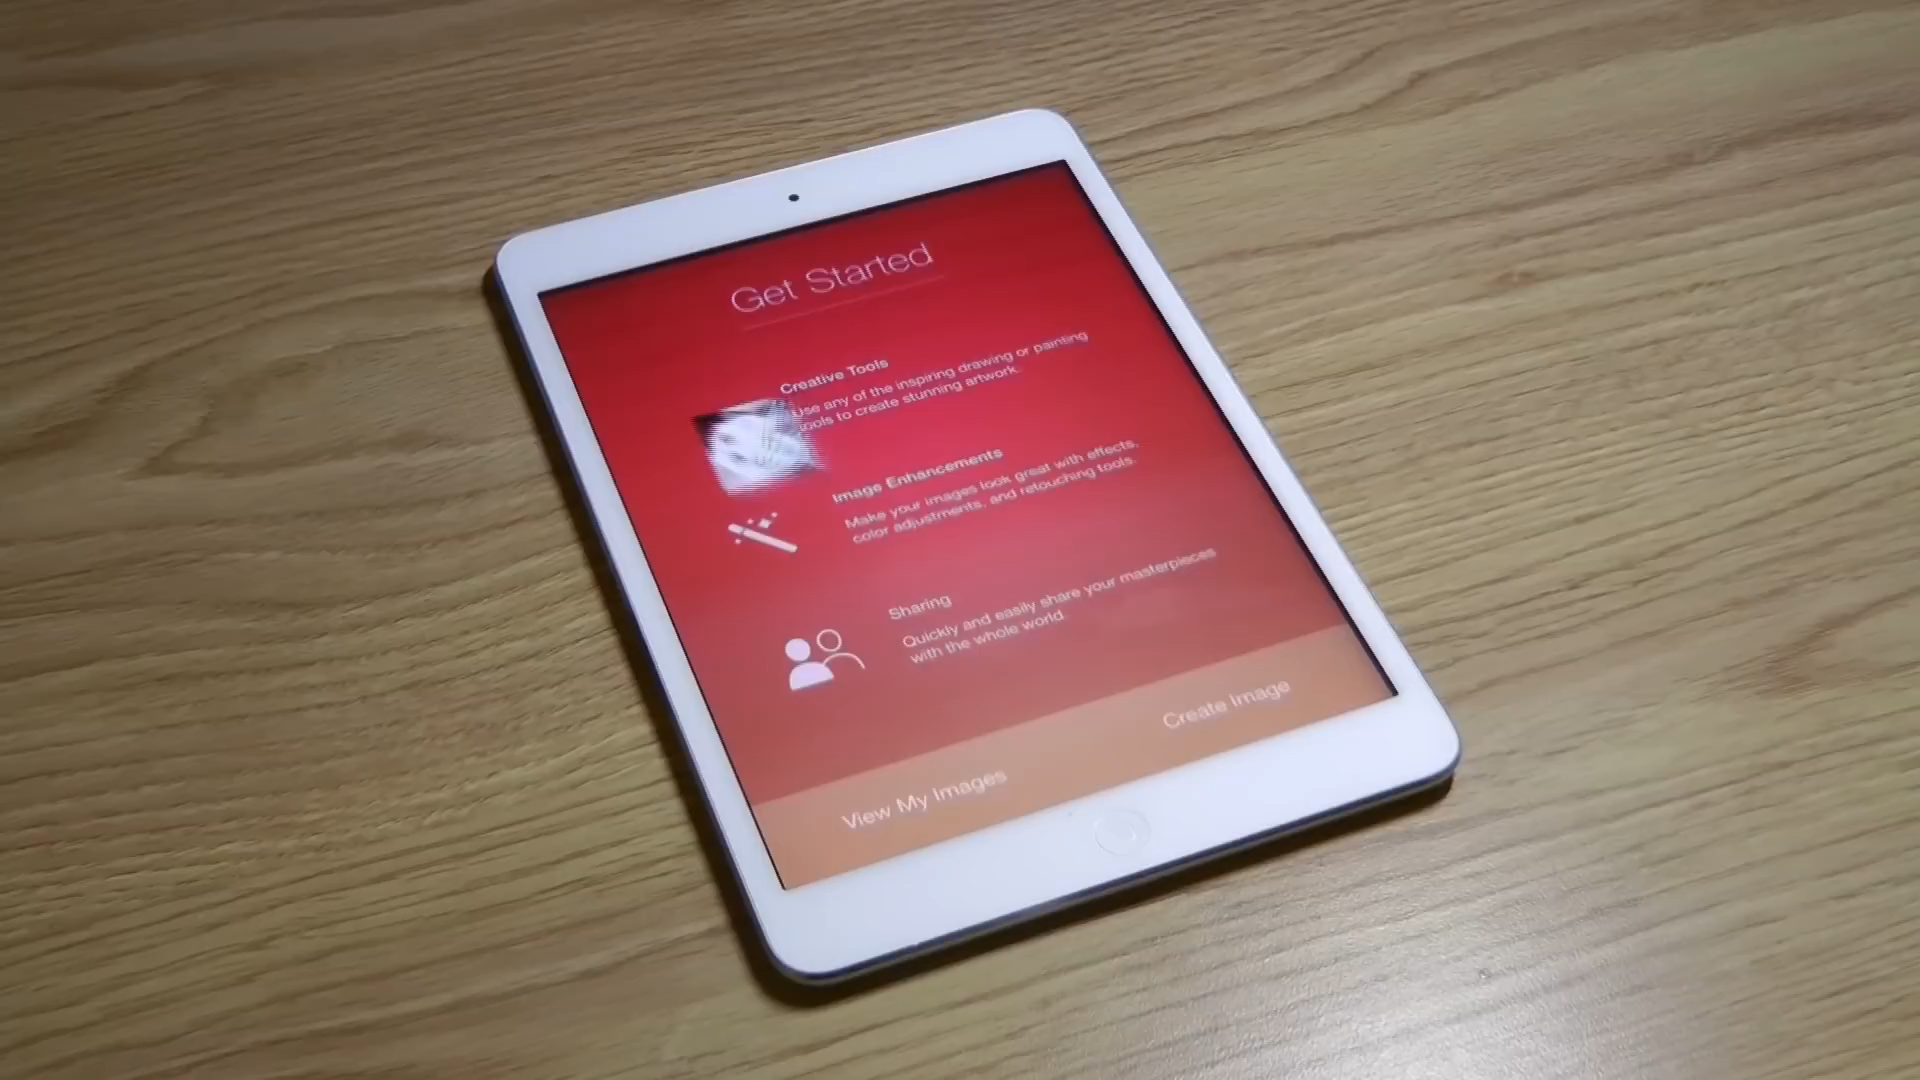 Get Started
Creative Tools
Use any of the inspiring drawing or painting
tools to create stunning artwork.
Image Enhancements
Make your images look great with effects,
color adjustments, and retouching tools.
Sharing
Quickly and easily share your masterpieces
with the whole world.
View My Images
Create Image